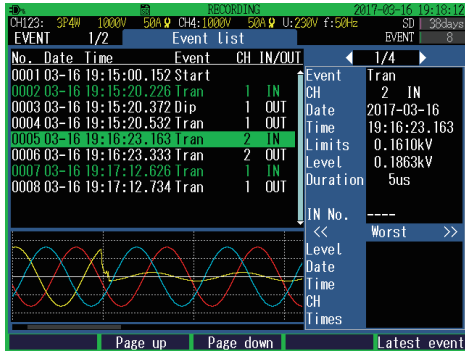 RECORDING 2017-03-16 19:18:12
CH123: 3P4W 1000V 50A CH4:1000V 50A U:230V f:50Hz SD 38days
EVENT 1/2 Event list EVENT 8
No. Date Time Event CH IN/OUT
0001 03-16 19:15:00.152 Start
0002 03-16 19:15:20.226 Tran 1 IN
0003 03-16 19:15:20.372 Dip 1 OUT
0004 03-16 19:15:20.532 Tran 1 OUT
0005 03-16 19:16:23.163 Tran 2 IN
0006 03-16 19:16:23.333 Tran 2 OUT
0007 03-16 19:17:12.626 Tran 1 IN
0008 03-16 19:17:12.734 Tran 1 OUT
1/4
Event Tran
CH 2 IN
Date 2017-03-16
Time 19:16:23.163
Limits 0.1610kV
Level 0.1863kV
Duration 5us
IN No. ----
<< Worst >>
Level
Date
Time
CH
Times
Page up Page down Latest event